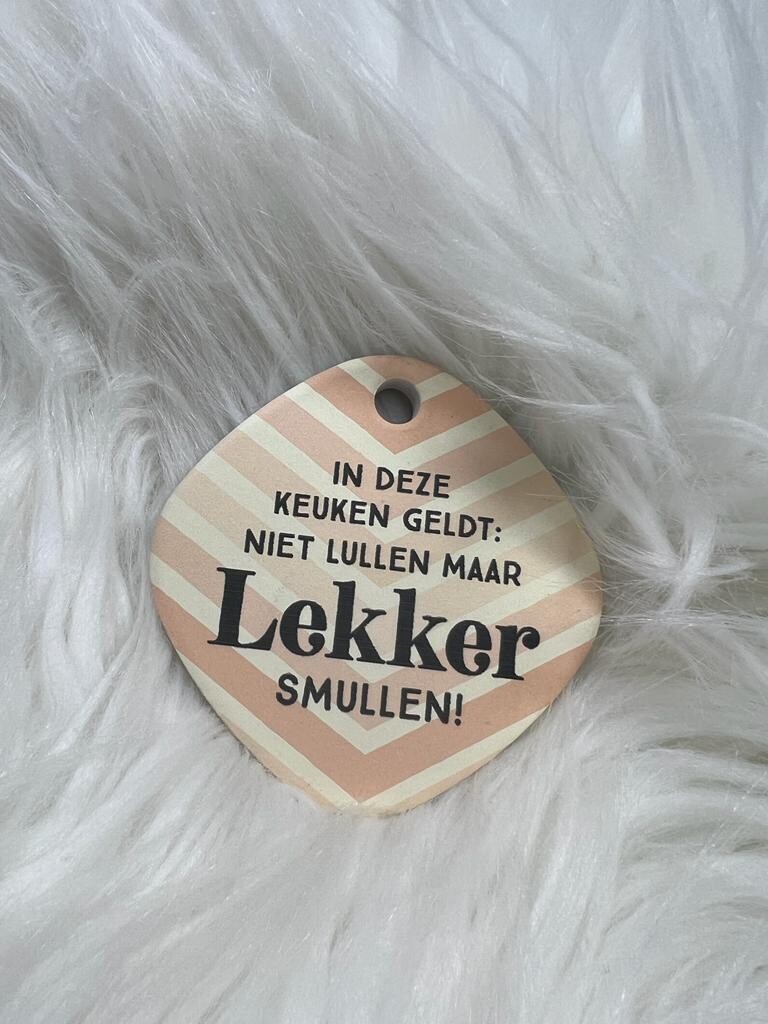 IN DEZE
KEUKEN GELDT:
NIET LULLEN MAAR
Lekker
SMULLEN!